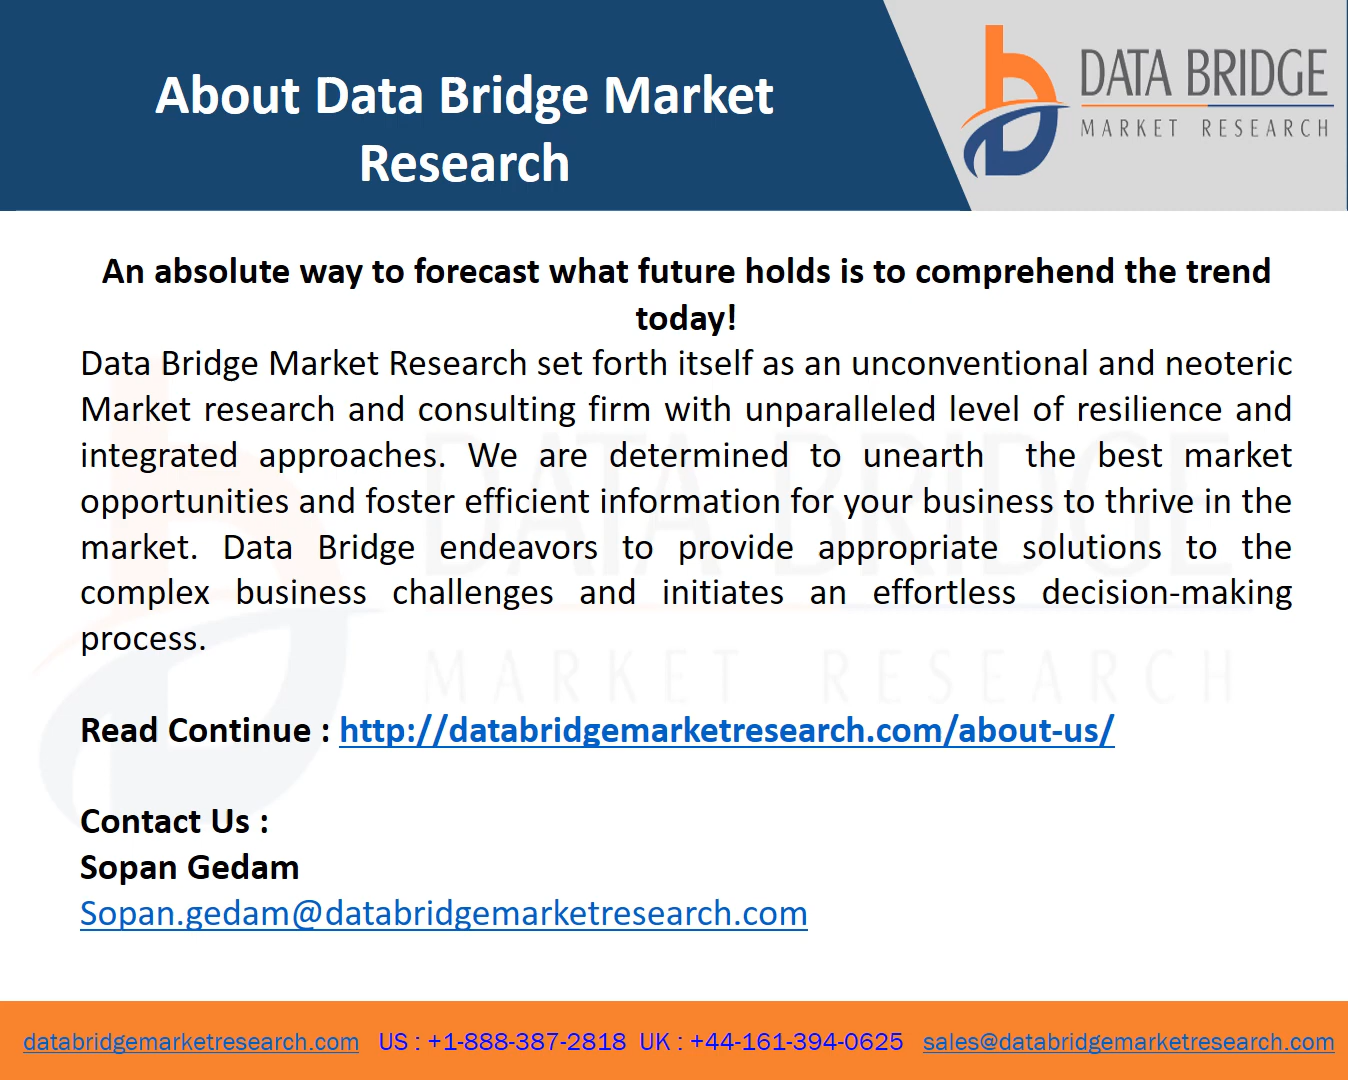 About Data Bridge Market
Research
DATA BRIDGE
MARKET RESEARCH
An absolute way to forecast what future holds is to comprehend the trend
today!
Data Bridge Market Research set forth itself as an unconventional and neoteric
Market research and consulting firm with unparalleled level of resilience and
integrated approaches. We are determined to unearth the best market
opportunities and foster efficient information for your business to thrive in the
market. Data Bridge endeavors to provide appropriate solutions to the
complex business challenges and initiates an effortless decision-making
process.
DATA BRIDGE
MARKET RESEARCH
Read Continue : http://databridgemarketresearch.com/about-us/
Contact Us :
Sopan Gedam
Sopan.gedam@databridgemarketresearch.com
databridgemarketresearch.com US : +1-888-387-2818 UK : +44-161-394-0625 sales@databridgemarketresearch.com